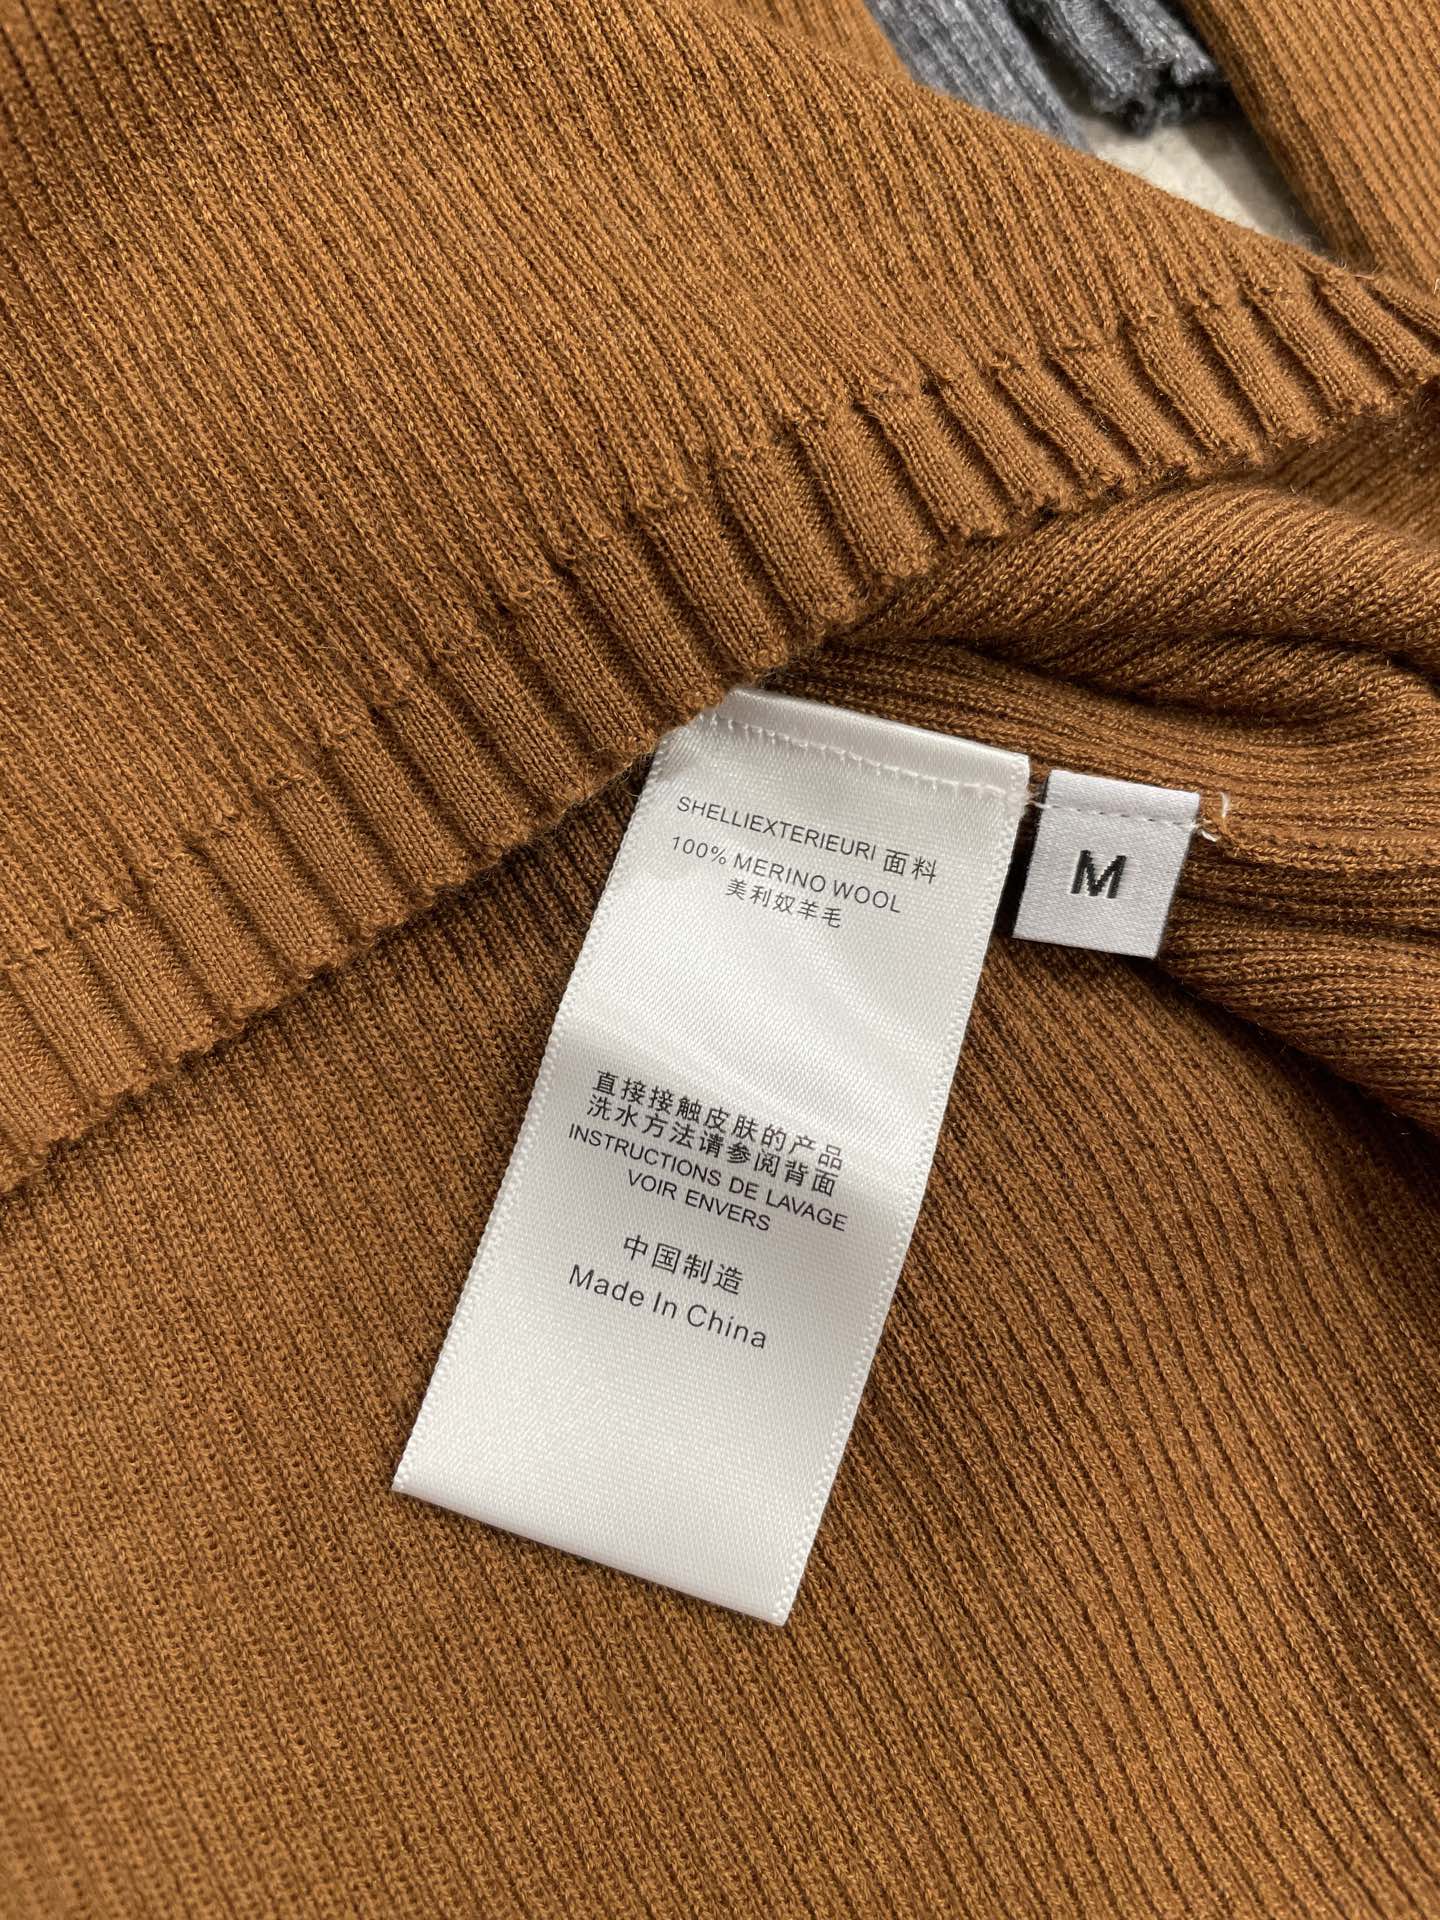 SHELLIEXTERIEURI 面料
100% MERINO WOOL
美利奴羊毛
M
直接接触皮肤的产品
洗水方法请参阅背面
INSTRUCTIONS DE LAVAGE
VOIR ENVERS
中国制造
Made In China